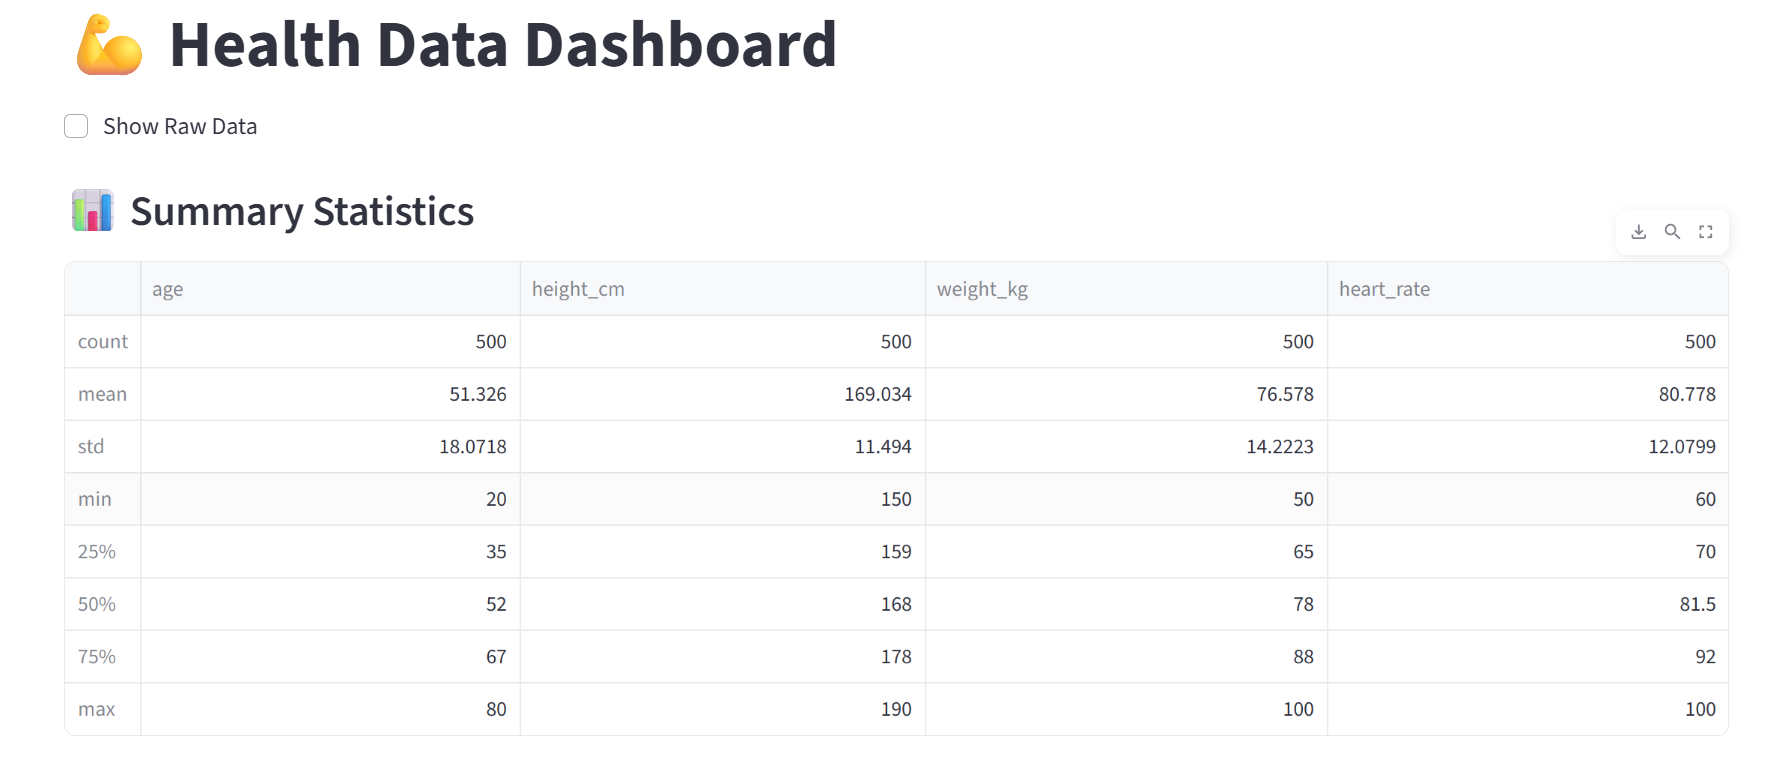 💪 Health Data Dashboard
Show Raw Data
📊 Summary Statistics
age height_cm weight_kg heart_rate
count 500 500 500 500
mean 51.326 169.034 76.578 80.778
std 18.0718 11.494 14.2223 12.0799
min 20 150 50 60
25% 35 159 65 70
50% 52 168 78 81.5
75% 67 178 88 92
max 80 190 100 100